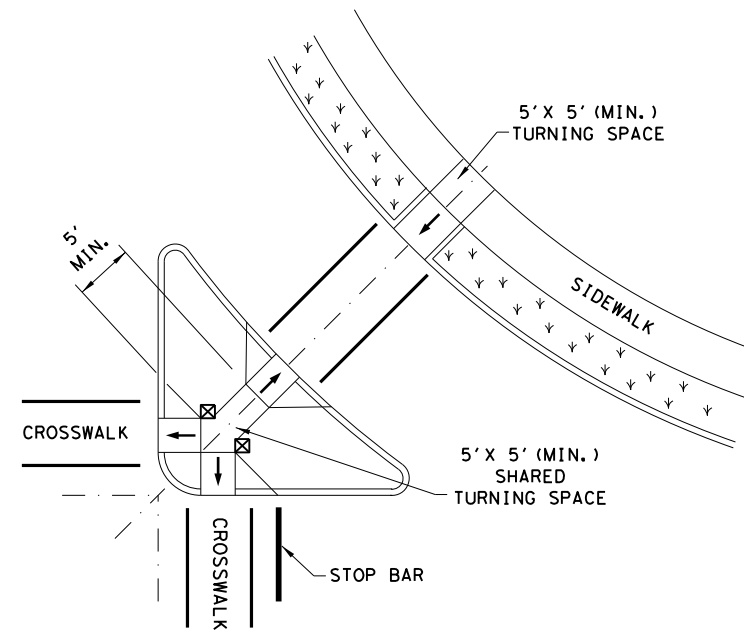 5' X 5' (MIN.)
TURNING SPACE
5'
MIN.
SIDEWALK
CROSSWALK
5' X 5' (MIN.)
SHARED
TURNING SPACE
CROSSWALK
STOP BAR